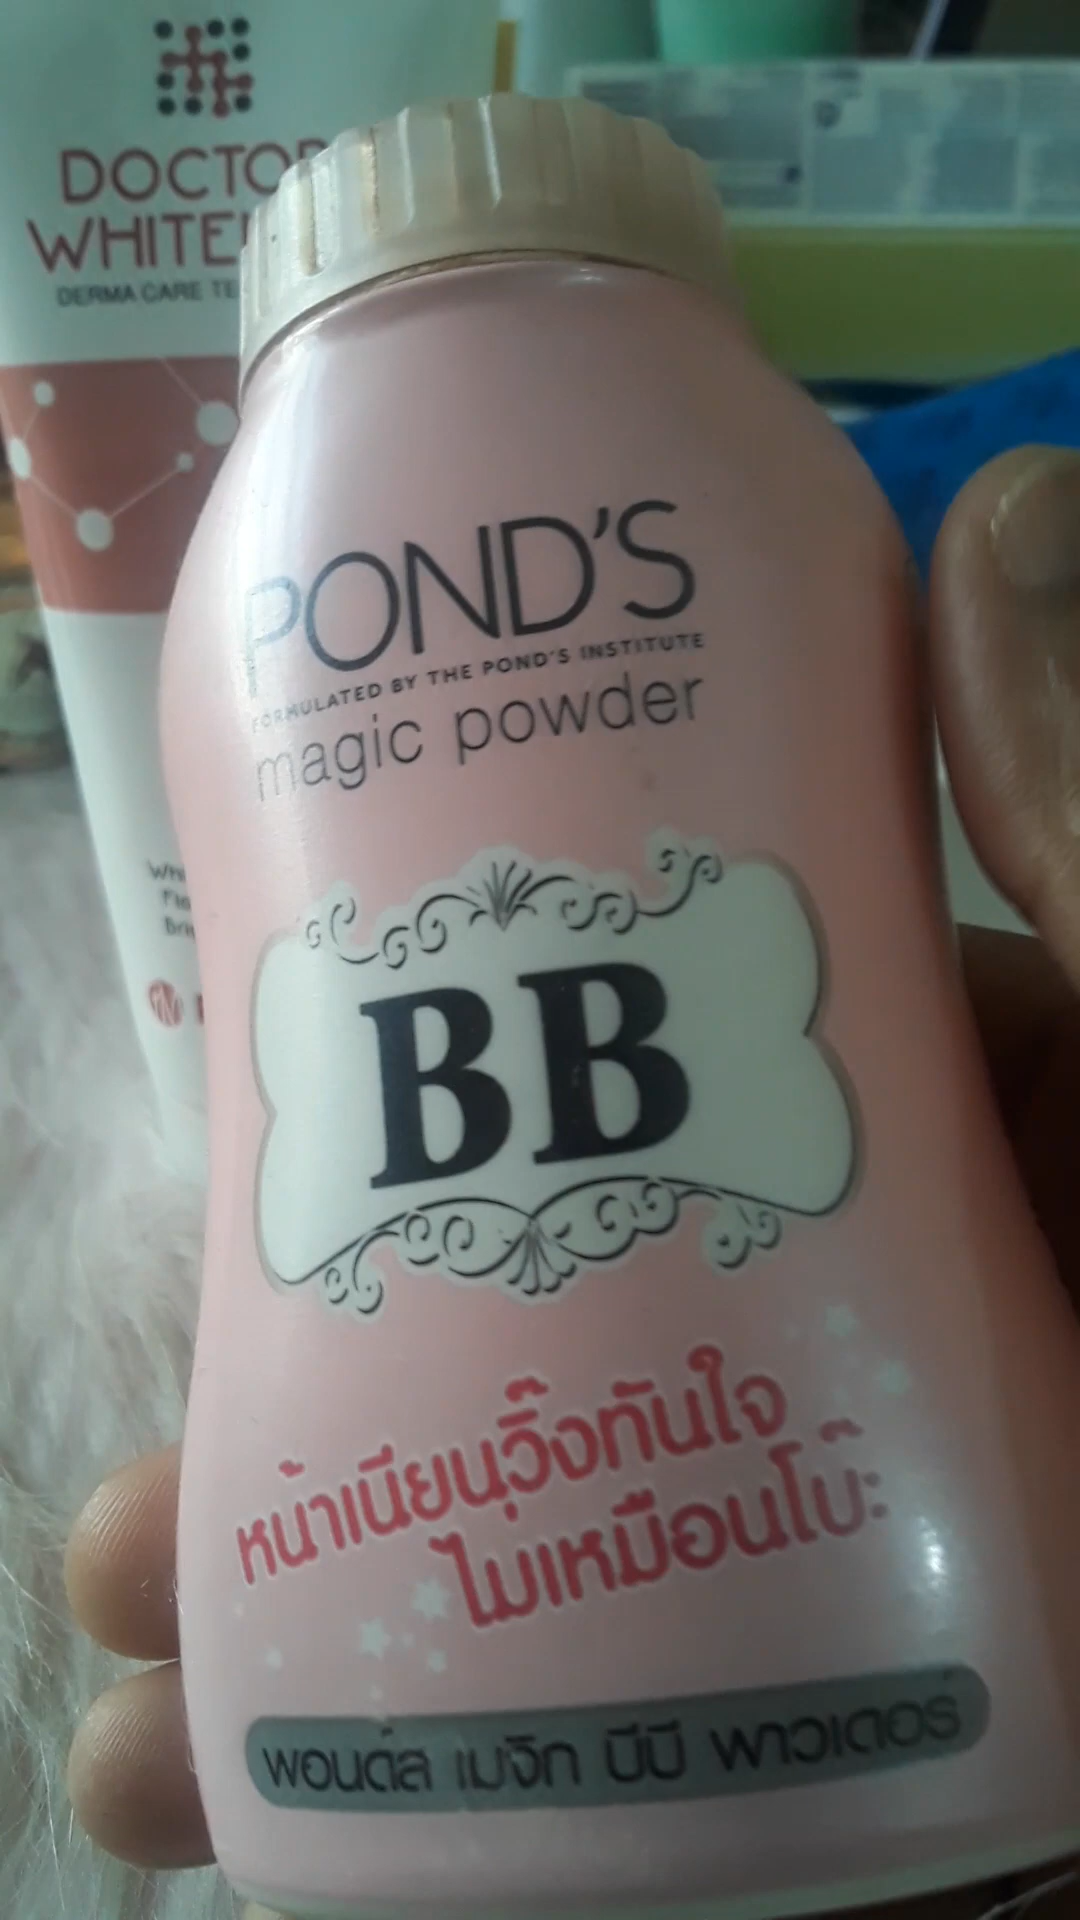 DOCTOR
WHITE
DERMA CARE
POND'S
FORMULATED BY THE POND'S INSTITUTE
magic powder
BB
หน้าเนียนวิ๊งทันใจ
ไม่เหมือนโบ๊ะ
พอนด์ส เมจิก บีบี พาวเดอร์